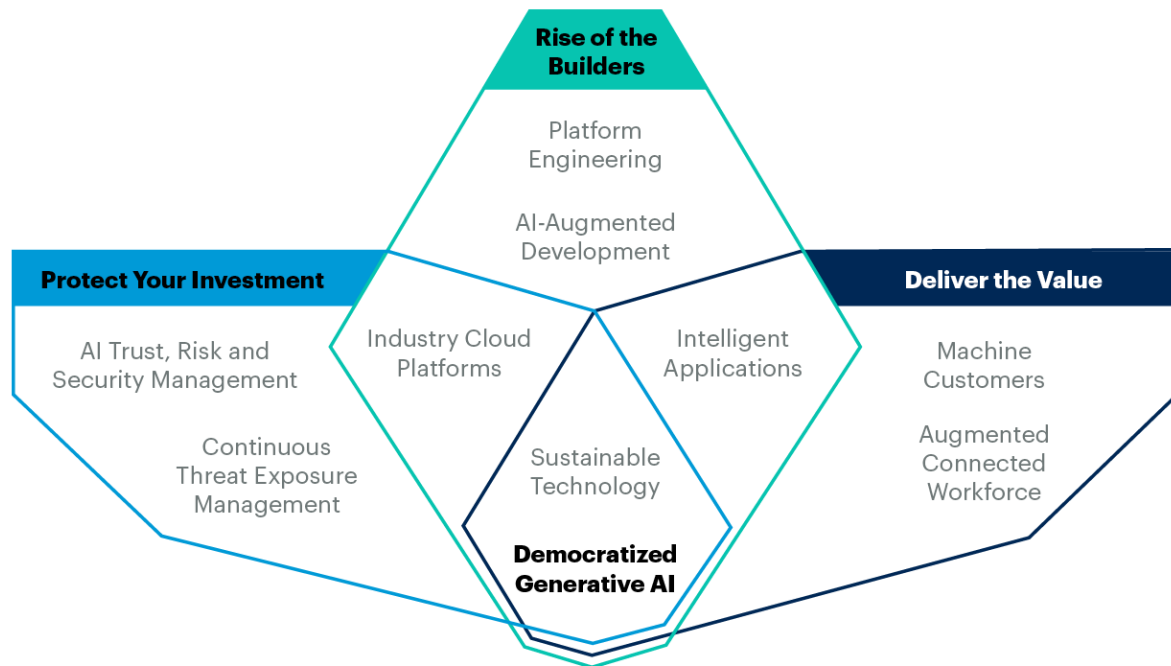 Rise of the
Builders
Platform
Engineering
AI-Augmented
Development
Protect Your Investment
Deliver the Value
AI Trust, Risk and
Security Management
Industry Cloud
Platforms
Intelligent
Applications
Machine
Customers
Continuous
Threat Exposure
Management
Sustainable
Technology
Augmented
Connected
Workforce
Democratized
Generative AI